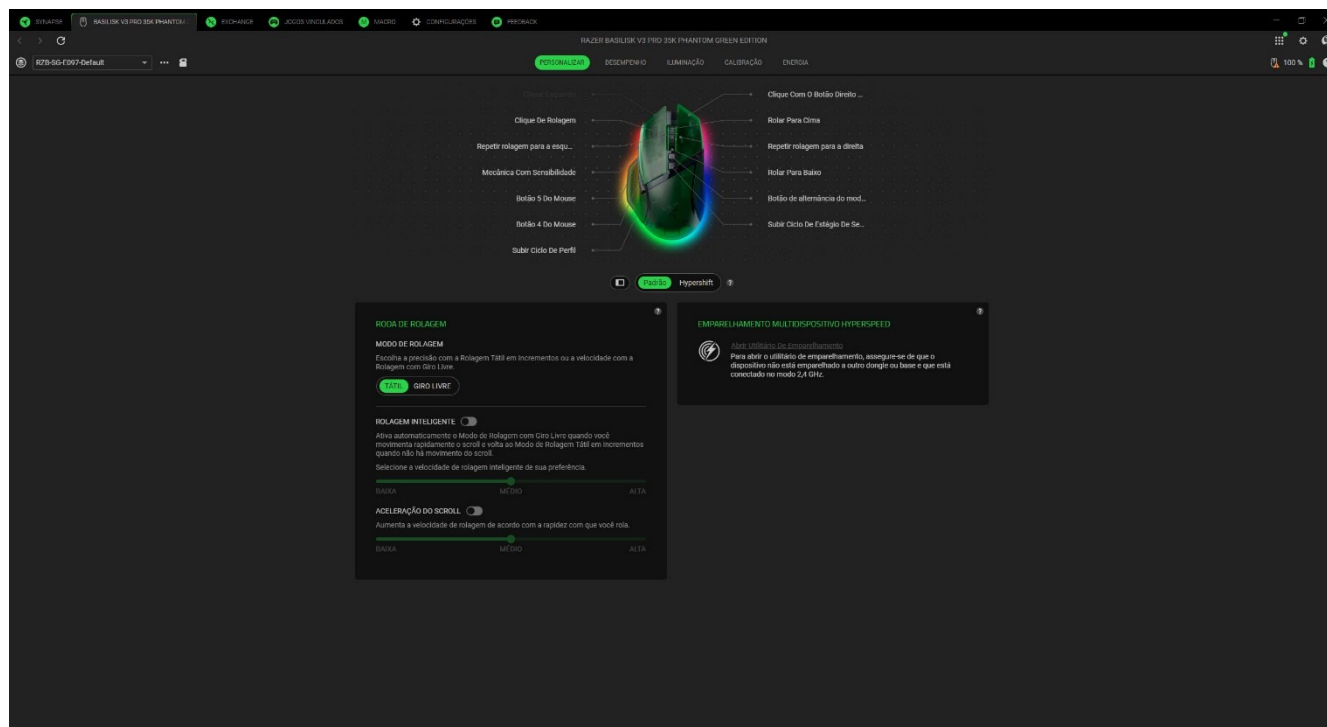 SYNAPSE
BASILISK V3 PRO 35K PHANTOM
EXCHANGE
JOGOS VINCULADOS
MACRO
CONFIGURAÇÕES
FEEDBACK
RAZER BASILISK V3 PRO 35K PHANTOM GREEN EDITION
RZB-SG-E097-Default
PERSONALIZAR
DESEMPENHO
ILUMINAÇÃO
CALIBRAÇÃO
ENERGIA
100 %
Clique Esquerdo
Clique Com O Botão Direito ...
Clique De Rolagem
Rolar Para Cima
Repetir rolagem para a esqu...
Repetir rolagem para a direita
Mecânica Com Sensibilidade
Rolar Para Baixo
Botão 5 Do Mouse
Botão de alternância do mod...
Botão 4 Do Mouse
Subir Ciclo De Estágio De Se...
Subir Ciclo De Perfil
Padrão
Hypershift
?
RODA DE ROLAGEM
?
MODO DE ROLAGEM
Escolha a precisão com a Rolagem Tátil em Incrementos ou a velocidade com a
Rolagem com Giro Livre.
TÁTIL
GIRO LIVRE
ROLAGEM INTELIGENTE
Ativa automaticamente o Modo de Rolagem com Giro Livre quando você
movimenta rapidamente o scroll e volta ao Modo de Rolagem Tátil em Incrementos
quando não há movimento do scroll.
Selecione a velocidade de rolagem inteligente de sua preferência.
BAIXA
MÉDIO
ALTA
ACELERAÇÃO DO SCROLL
Aumenta a velocidade de rolagem de acordo com a rapidez com que você rola.
BAIXA
MÉDIO
ALTA
EMPARELHAMENTO MULTIDISPOSITIVO HYPERSPEED
?
Abrir Utilitário De Emparelhamento
Para abrir o utilitário de emparelhamento, assegure-se de que o
dispositivo não está emparelhado a outro dongle ou base e que está
conectado no modo 2,4 GHz.